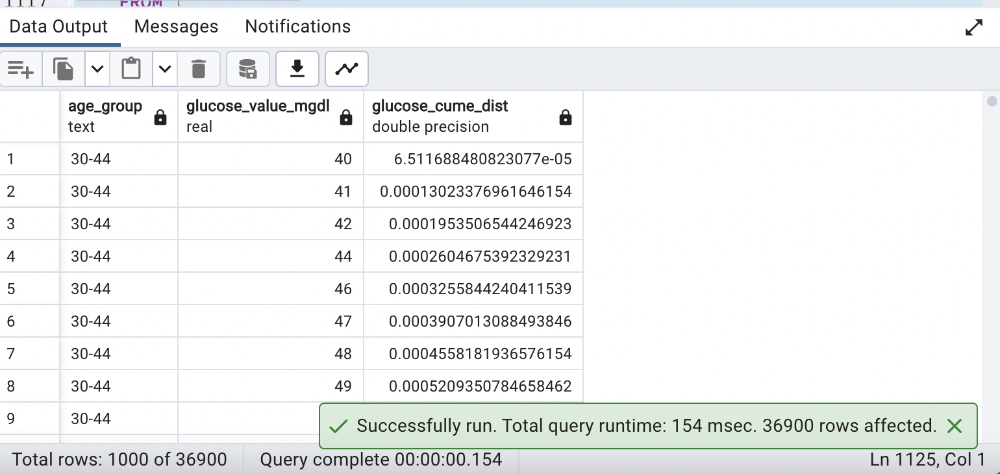 1117 FROM (
Data Output Messages Notifications
age_group glucose_value_mgdl glucose_cume_dist
text real double precision
1 30-44 40 6.511688480823077e-05
2 30-44 41 0.00013023376961646154
3 30-44 42 0.00019535065442469 23
4 30-44 44 0.0002604675392329231
5 30-44 46 0.0003255844240411539
6 30-44 47 0.0003907013088493846
7 30-44 48 0.0004558181936576154
8 30-44 49 0.0005209350784658462
9 30-44
Successfully run. Total query runtime: 154 msec. 36900 rows affected.
Total rows: 1000 of 36900 Query complete 00:00:00.154 Ln 1125, Col 1